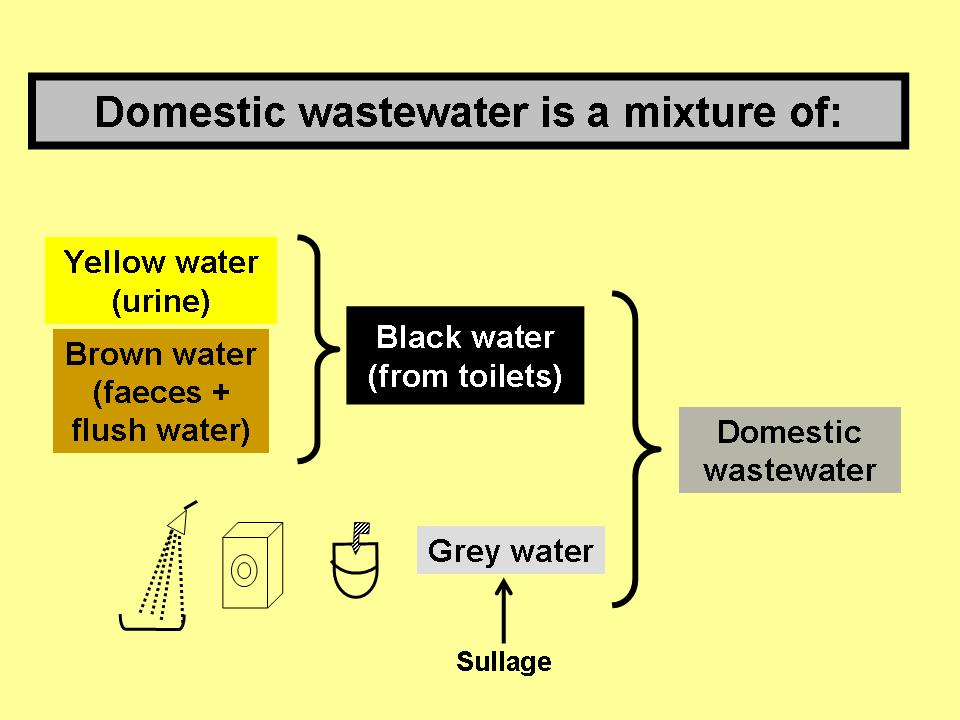 Domestic wastewater is a mixture of:
Yellow water
(urine)
Brown water
(faeces +
flush water)
Black water
(from toilets)
Domestic
wastewater
Grey water
Sullage